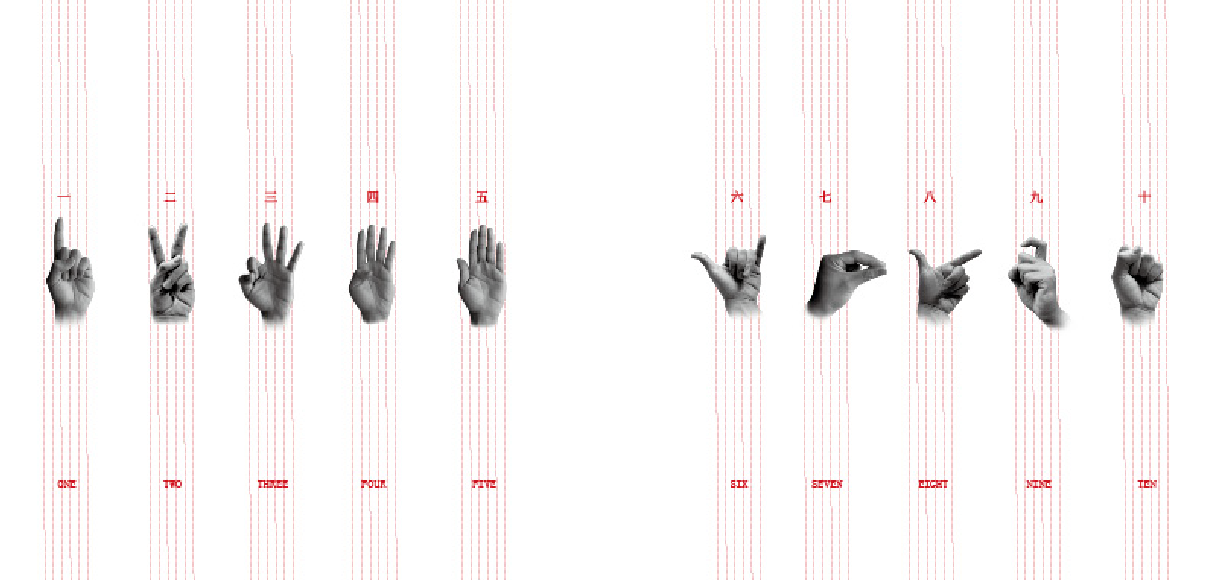 一 二 三 四 五 六 七 八 九 十
ONE TWO THREE FOUR FIVE SIX SEVEN EIGHT NINE TEN